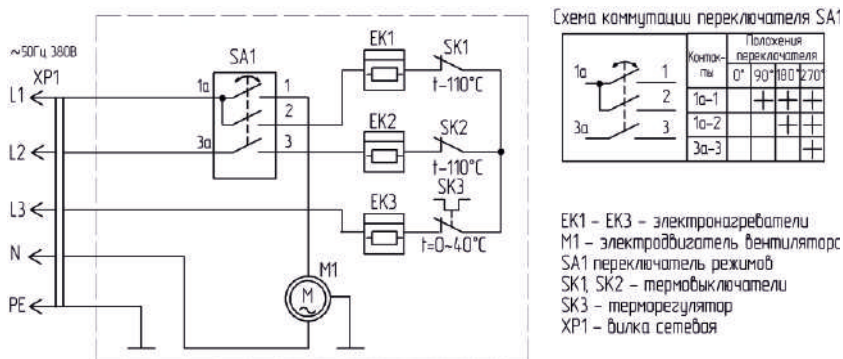 Схема коммутации переключателя SA1
~50Гц 380В
XP1
L1
L2
L3
N
PE
SA1
1а
1
2
3а
3
EK1
SK1
t-110°C
EK2
SK2
t-110°C
EK3
SK3
t=0~40°C
M1
M
1а
1
2
3а
3
Контак-
ты
Положения
переключателя
0° 90° 180° 270°
1а-1 + + +
1а-2 + +
3а-3 +
EK1 - EK3 - электронагреватели
M1 - электродвигатель вентилятора
SA1 переключатель режимов
SK1, SK2 - термовыключатели
SK3 - терморегулятор
XP1 - вилка сетевая